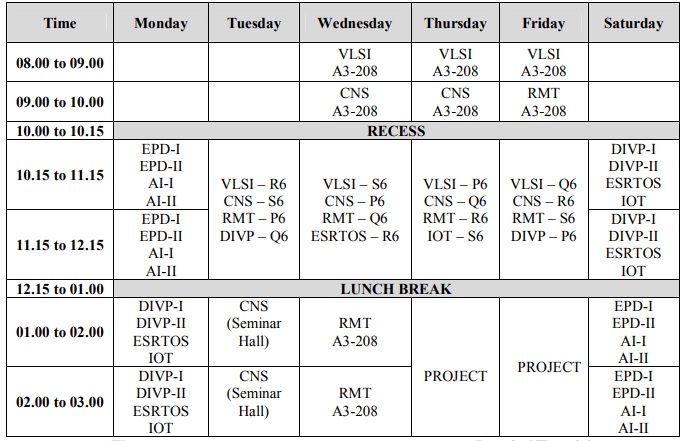 Time Monday Tuesday Wednesday Thursday Friday Saturday
08.00 to 09.00
VLSI
A3-208
VLSI
A3-208
VLSI
A3-208
09.00 to 10.00
CNS
A3-208
CNS
A3-208
RMT
A3-208
10.00 to 10.15 RECESS
10.15 to 11.15
EPD-I
EPD-II
AI-I
AI-II
VLSI – R6
CNS – S6
RMT – P6
DIVP – Q6
VLSI – S6
CNS – P6
RMT – Q6
ESRTOS – R6
VLSI – P6
CNS – Q6
RMT – R6
IOT – S6
VLSI – Q6
CNS – R6
RMT – S6
DIVP – P6
DIVP-I
DIVP-II
ESRTOS
IOT
11.15 to 12.15
EPD-I
EPD-II
AI-I
AI-II
DIVP-I
DIVP-II
ESRTOS
IOT
12.15 to 01.00 LUNCH BREAK
01.00 to 02.00
DIVP-I
DIVP-II
ESRTOS
IOT
CNS
(Seminar
Hall)
RMT
A3-208
PROJECT
PROJECT
EPD-I
EPD-II
AI-I
AI-II
02.00 to 03.00
DIVP-I
DIVP-II
ESRTOS
IOT
CNS
(Seminar
Hall)
RMT
A3-208
EPD-I
EPD-II
AI-I
AI-II